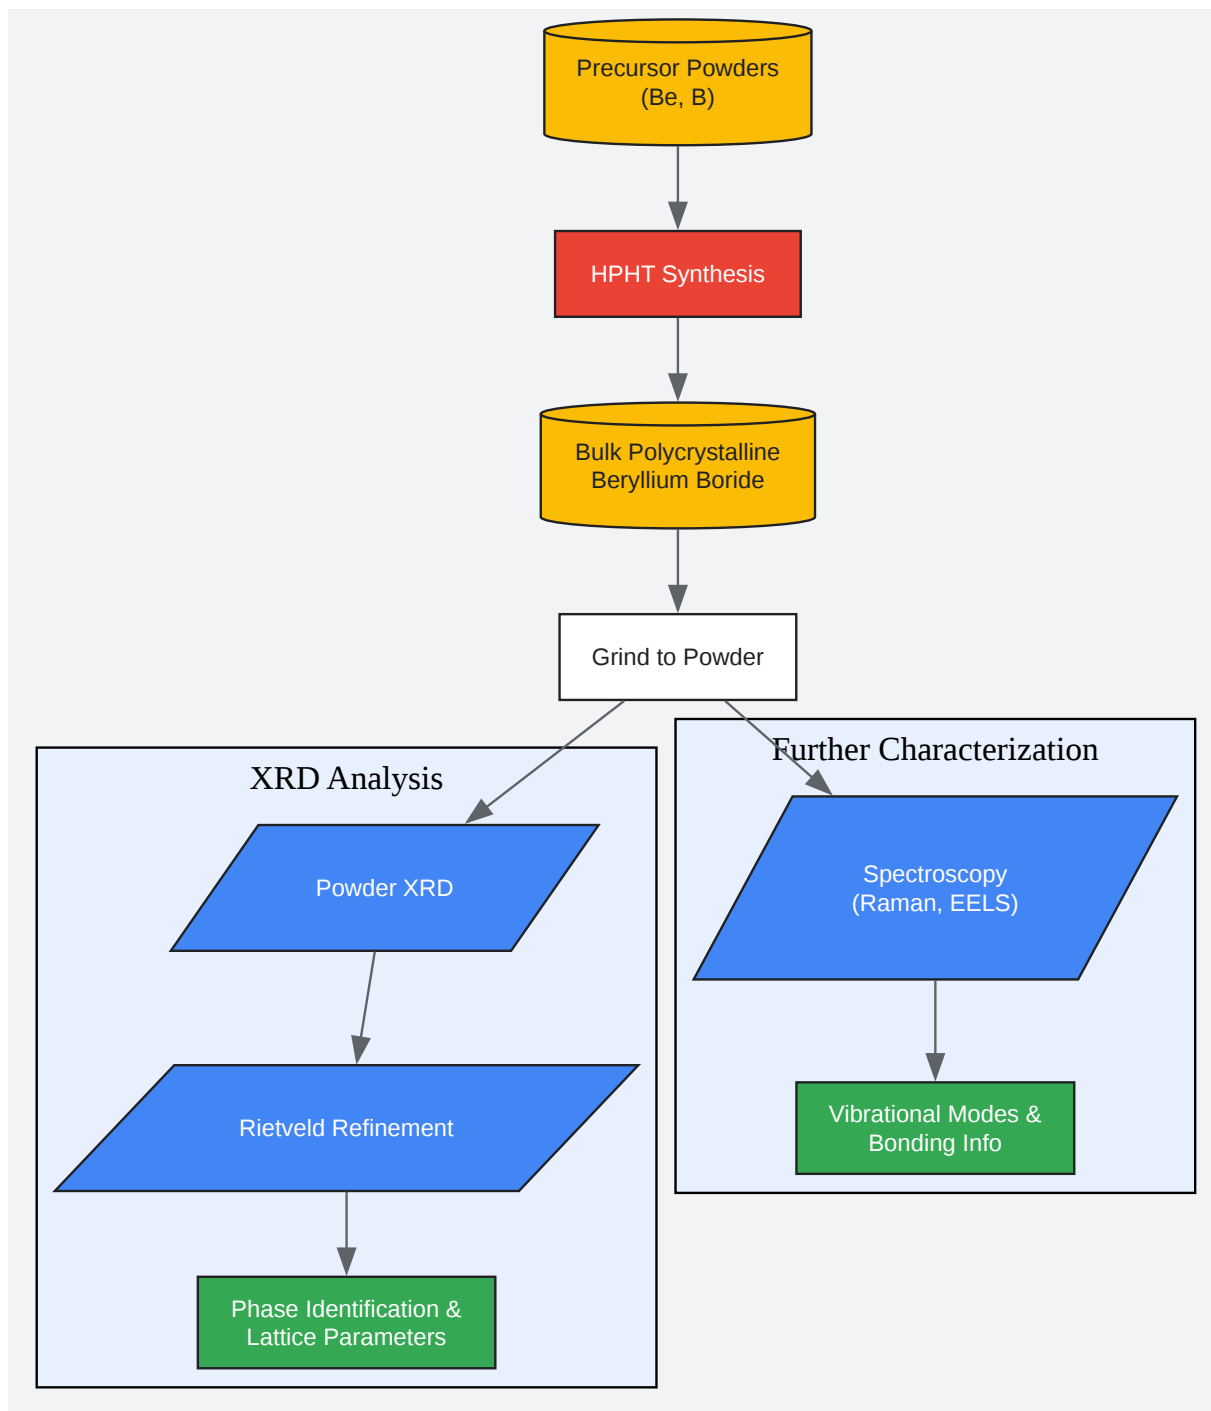 Precursor Powders
(Be, B)
HPHT Synthesis
Bulk Polycrystalline
Beryllium Boride
Grind to Powder
XRD Analysis
Powder XRD
Rietveld Refinement
Phase Identification &
Lattice Parameters
Further Characterization
Spectroscopy
(Raman, EELS)
Vibrational Modes &
Bonding Info